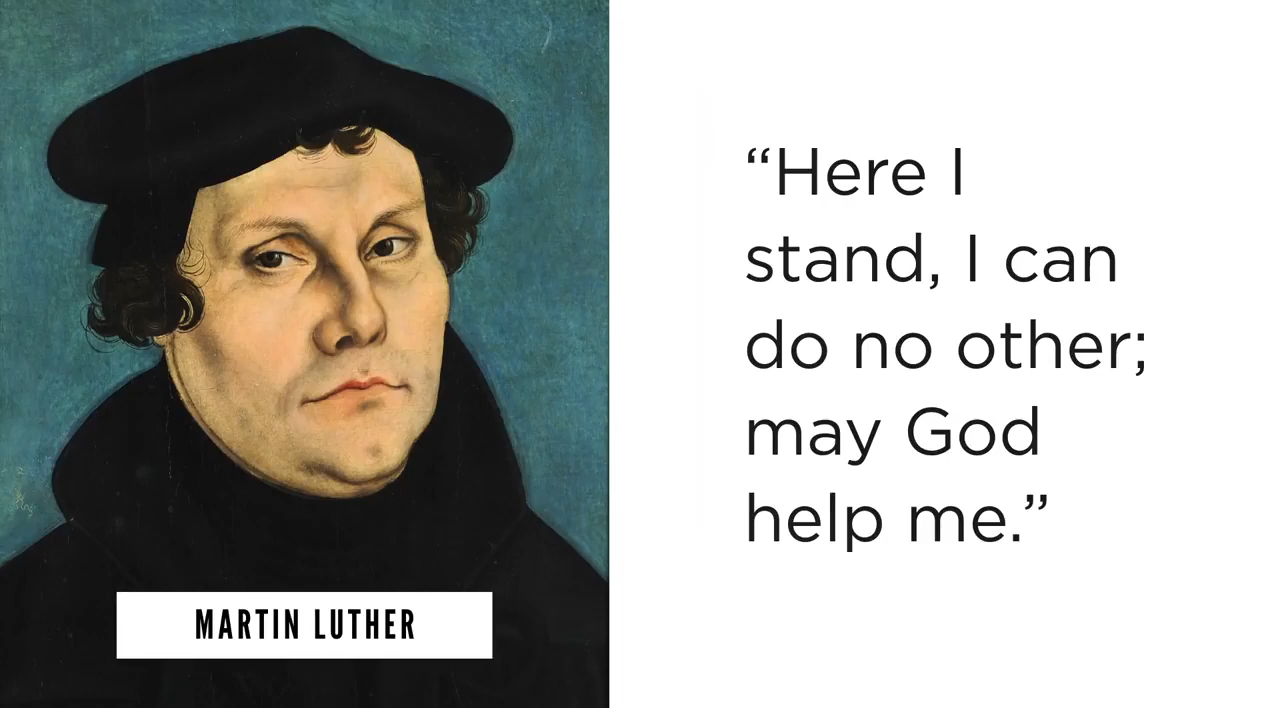 MARTIN LUTHER
“Here I
stand, I can
do no other;
may God
help me.”